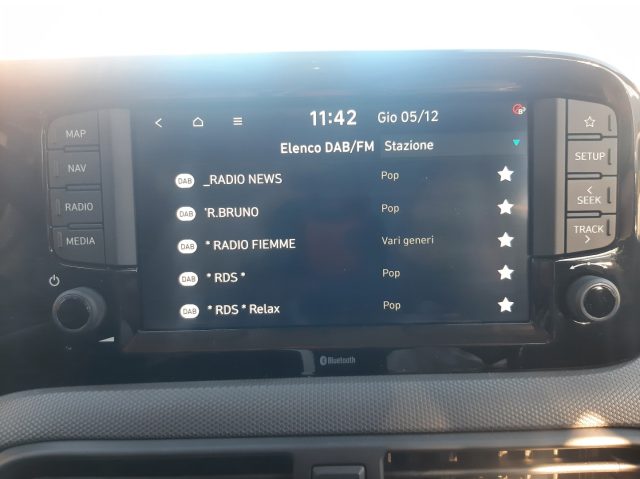 11:42 Gio 05/12
Elenco DAB/FM Stazione
DAB _RADIO NEWS Pop
DAB 'R.BRUNO Pop
DAB * RADIO FIEMME Vari generi
DAB * RDS * Pop
DAB * RDS * Relax Pop
MAP
NAV
RADIO
MEDIA
SETUP
< SEEK
TRACK >
Bluetooth